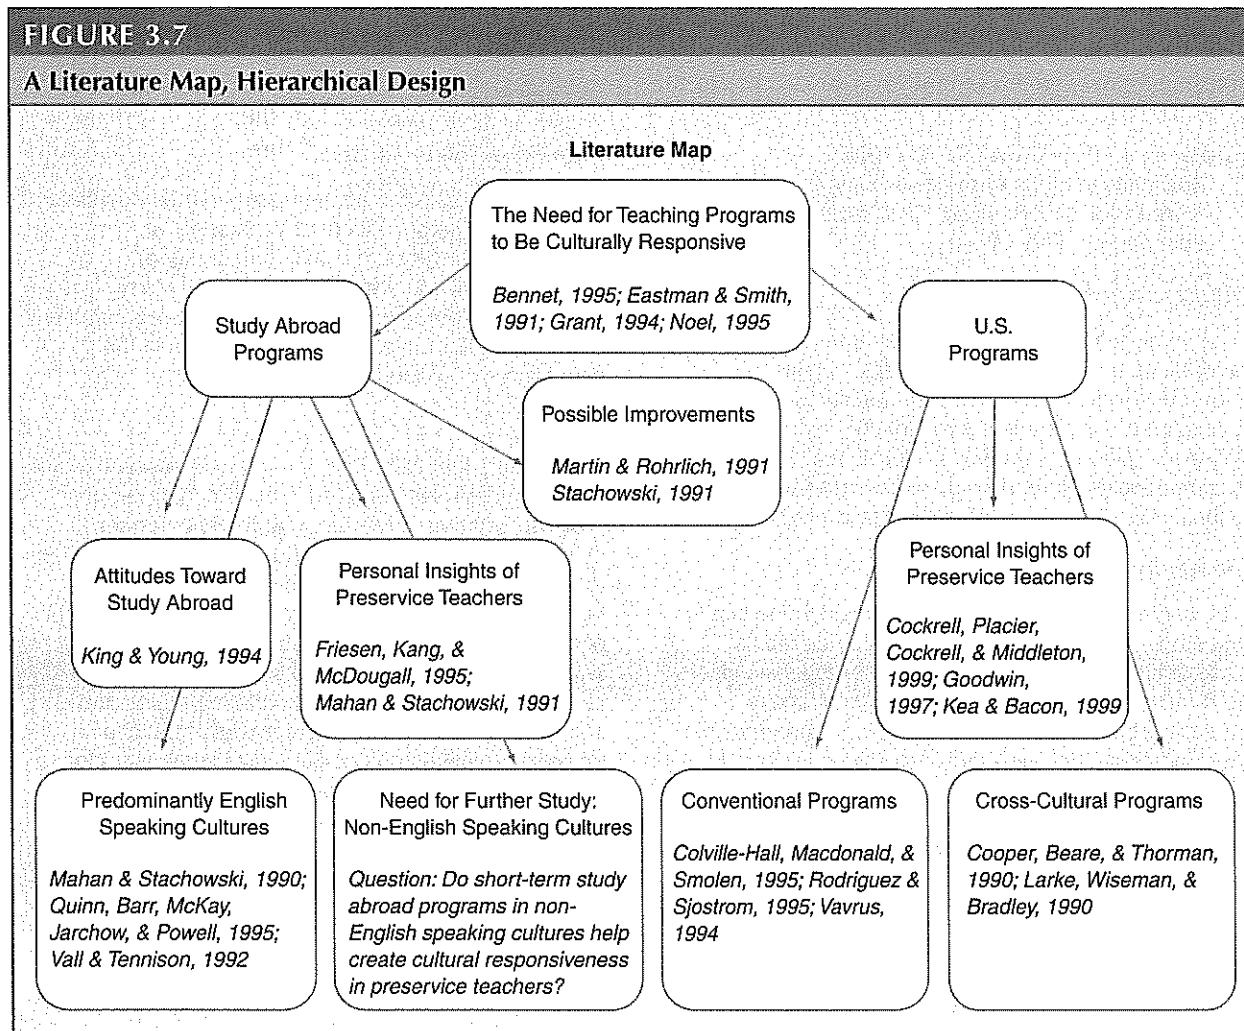 FIGURE 3.7
A Literature Map, Hierarchical Design
Literature Map
The Need for Teaching Programs
to Be Culturally Responsive
Bennet, 1995; Eastman & Smith,
1991; Grant, 1994; Noel, 1995
Study Abroad
Programs
U.S.
Programs
Possible Improvements
Martin & Rohrlich, 1991
Stachowski, 1991
Attitudes Toward
Study Abroad
King & Young, 1994
Personal Insights of
Preservice Teachers
Friesen, Kang, &
McDougall, 1995;
Mahan & Stachowski, 1991
Personal Insights of
Preservice Teachers
Cockrell, Placier,
Cockrell, & Middleton,
1999; Goodwin,
1997; Kea & Bacon, 1999
Predominantly English
Speaking Cultures
Mahan & Stachowski, 1990;
Quinn, Barr, McKay,
Jarchow, & Powell, 1995;
Vall & Tennison, 1992
Need for Further Study:
Non-English Speaking Cultures
Question: Do short-term study
abroad programs in non-
English speaking cultures help
create cultural responsiveness
in preservice teachers?
Conventional Programs
Colville-Hall, Macdonald, &
Smolen, 1995; Rodriguez &
Sjostrom, 1995; Vavrus,
1994
Cross-Cultural Programs
Cooper, Beare, & Thorman,
1990; Larke, Wiseman, &
Bradley, 1990